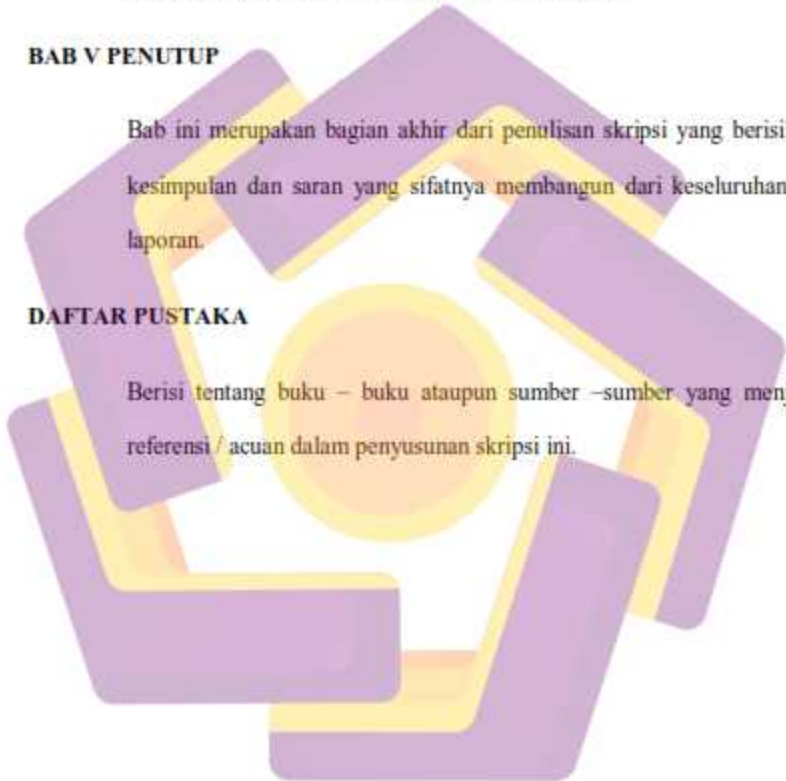 BAB V PENUTUP
Bab ini merupakan bagian akhir dari penulisan skripsi yang berisi
kesimpulan dan saran yang sifatnya membangun dari keseluruhan
laporan.
DAFTAR PUSTAKA
Berisi tentang buku – buku ataupun sumber –sumber yang
referensi / acuan dalam penyusunan skripsi ini.